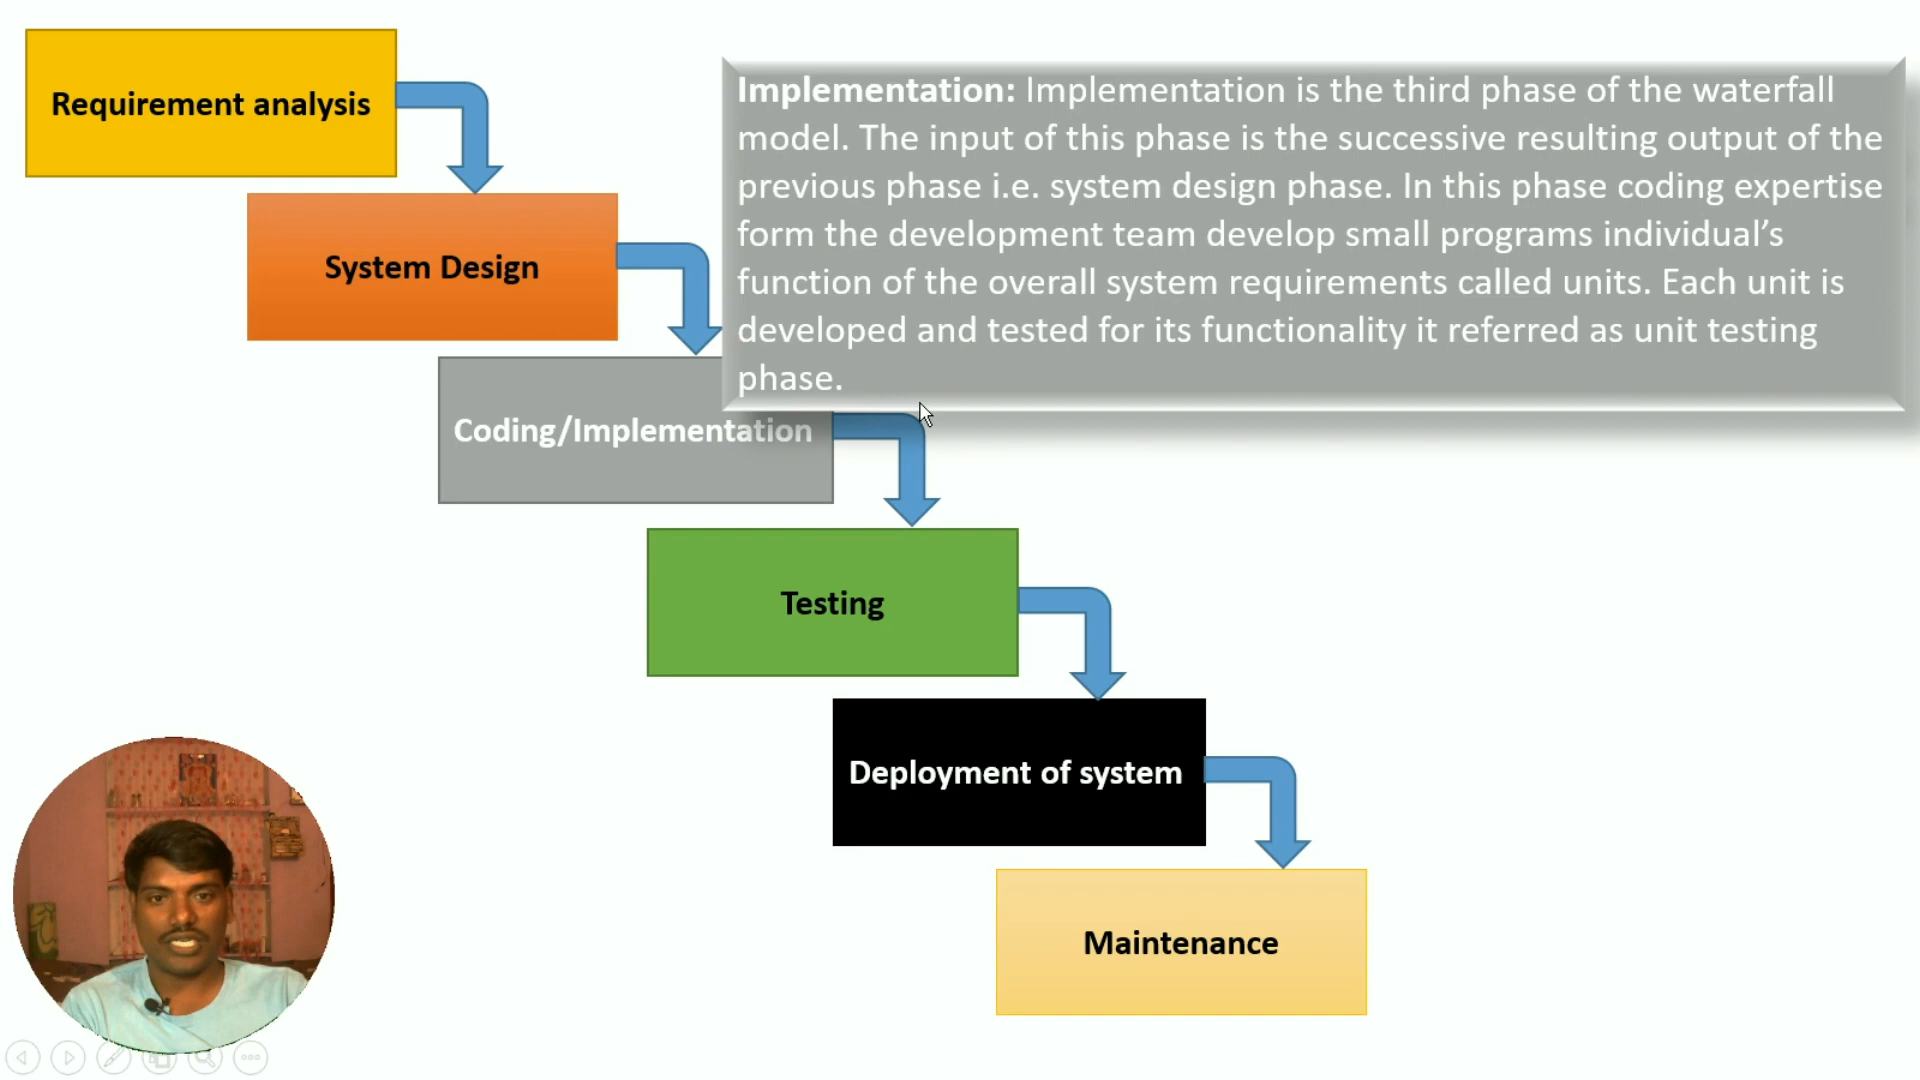 Requirement analysis
Implementation: Implementation is the third phase of the waterfall
model. The input of this phase is the successive resulting output of the
previous phase i.e. system design phase. In this phase coding expertise
form the development team develop small programs individual’s
function of the overall system requirements called units. Each unit is
developed and tested for its functionality it referred as unit testing
phase.
System Design
Coding/Implementation
Testing
Deployment of system
Maintenance